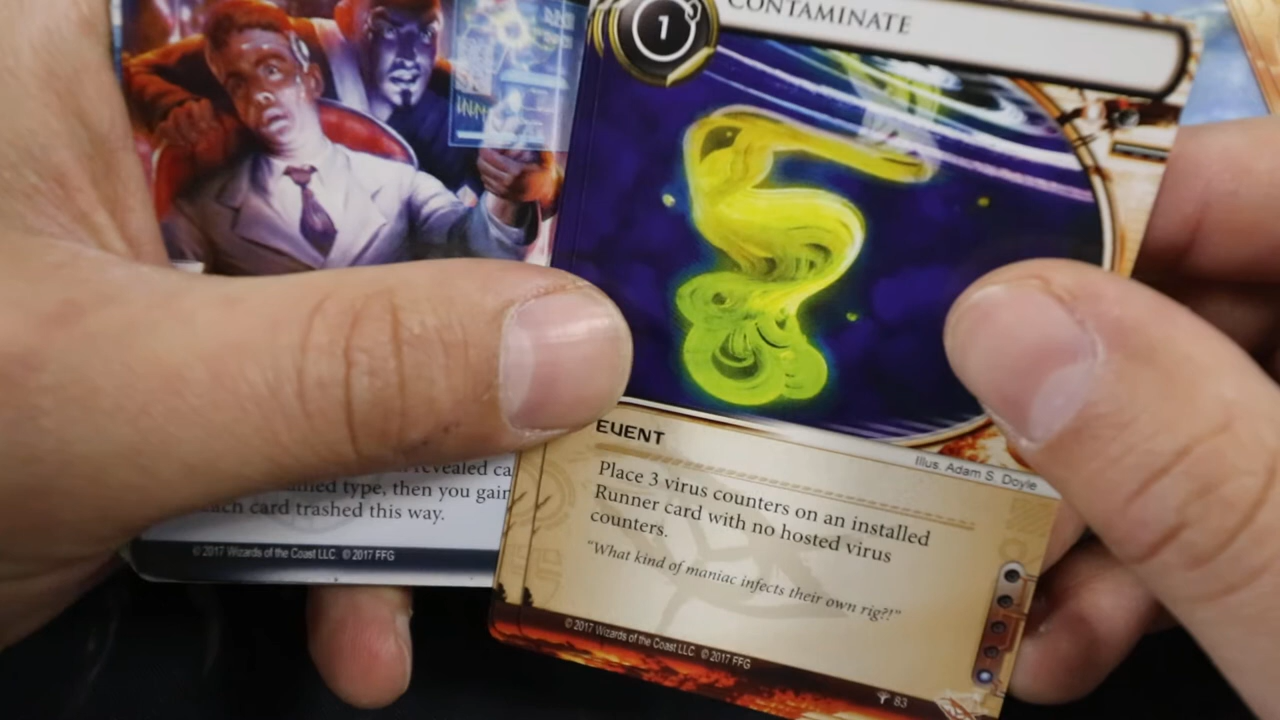 1
CONTAMINATE
EVENT
Illus. Adam S. Doyle
Place 3 virus counters on an installed
Runner card with no hosted virus
counters.
"What kind of maniac infects their own rig?!"
© 2017 Wizards of the Coast LLC © 2017 FFG
83
revealed
type, then you gain
card trashed this way.
© 2017 Wizards of the Coast LLC © 2017 FFG